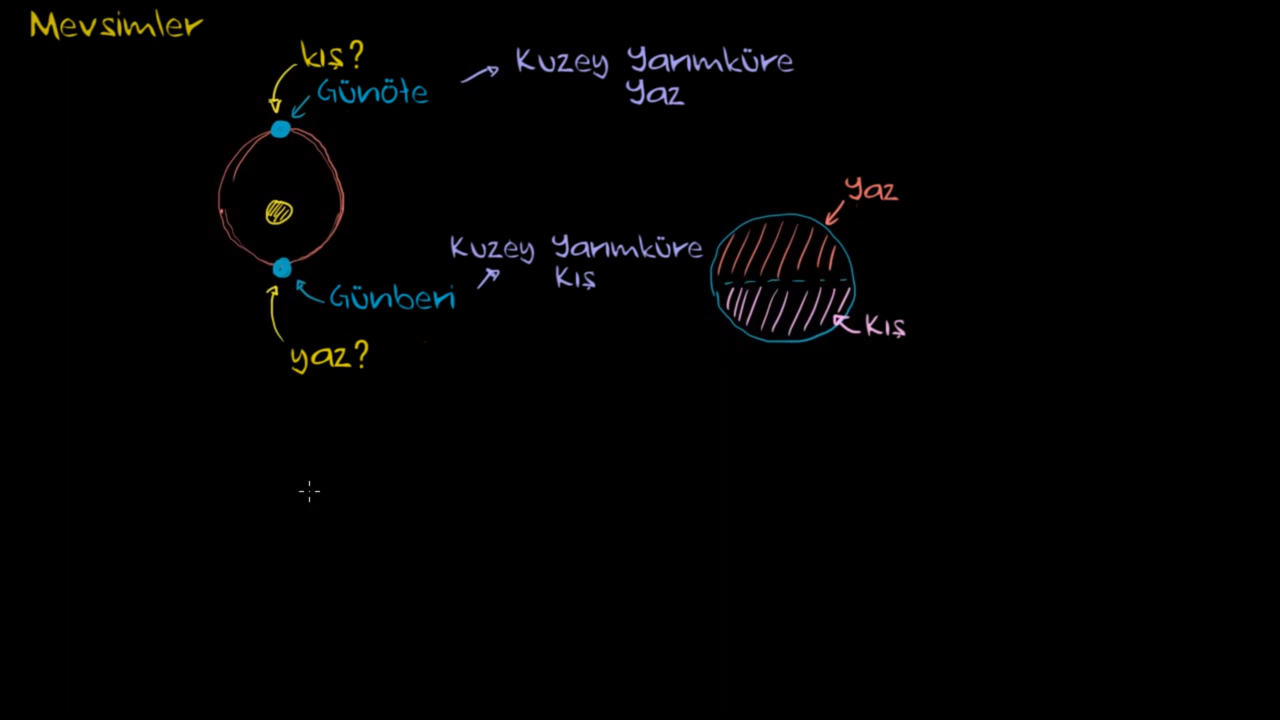 Mevsimler
kış?
Günöte
Kuzey Yarımküre
Yaz
Yaz
Kuzey Yarımküre
Kış
Günberi
Kış
yaz?